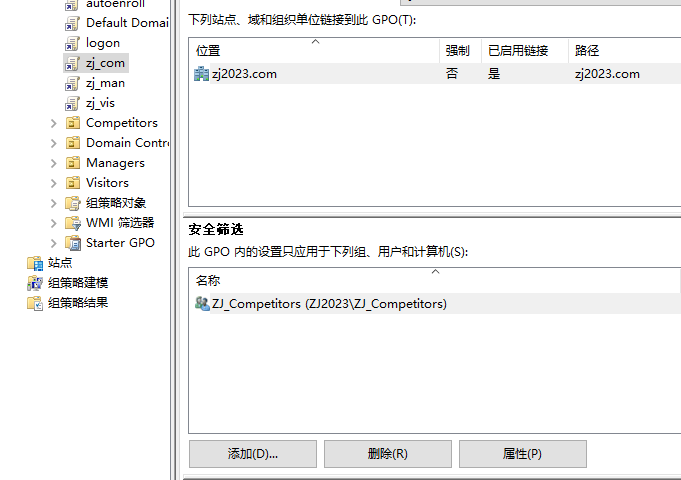 autoenroll
Default Domai
logon
zj_com
zj_man
zj_vis
Competitors
Domain Contro
Managers
Visitors
组策略对象
WMI 筛选器
Starter GPO
站点
组策略建模
组策略结果
下列站点、域和组织单位链接到此 GPO(T):
位置 强制 已启用链接 路径
zj2023.com 否 是 zj2023.com
安全筛选
此 GPO 内的设置只应用于下列组、用户和计算机(S):
名称
ZJ_Competitors (ZJ2023\ZJ_Competitors)
添加(D)... 删除(R) 属性(P)